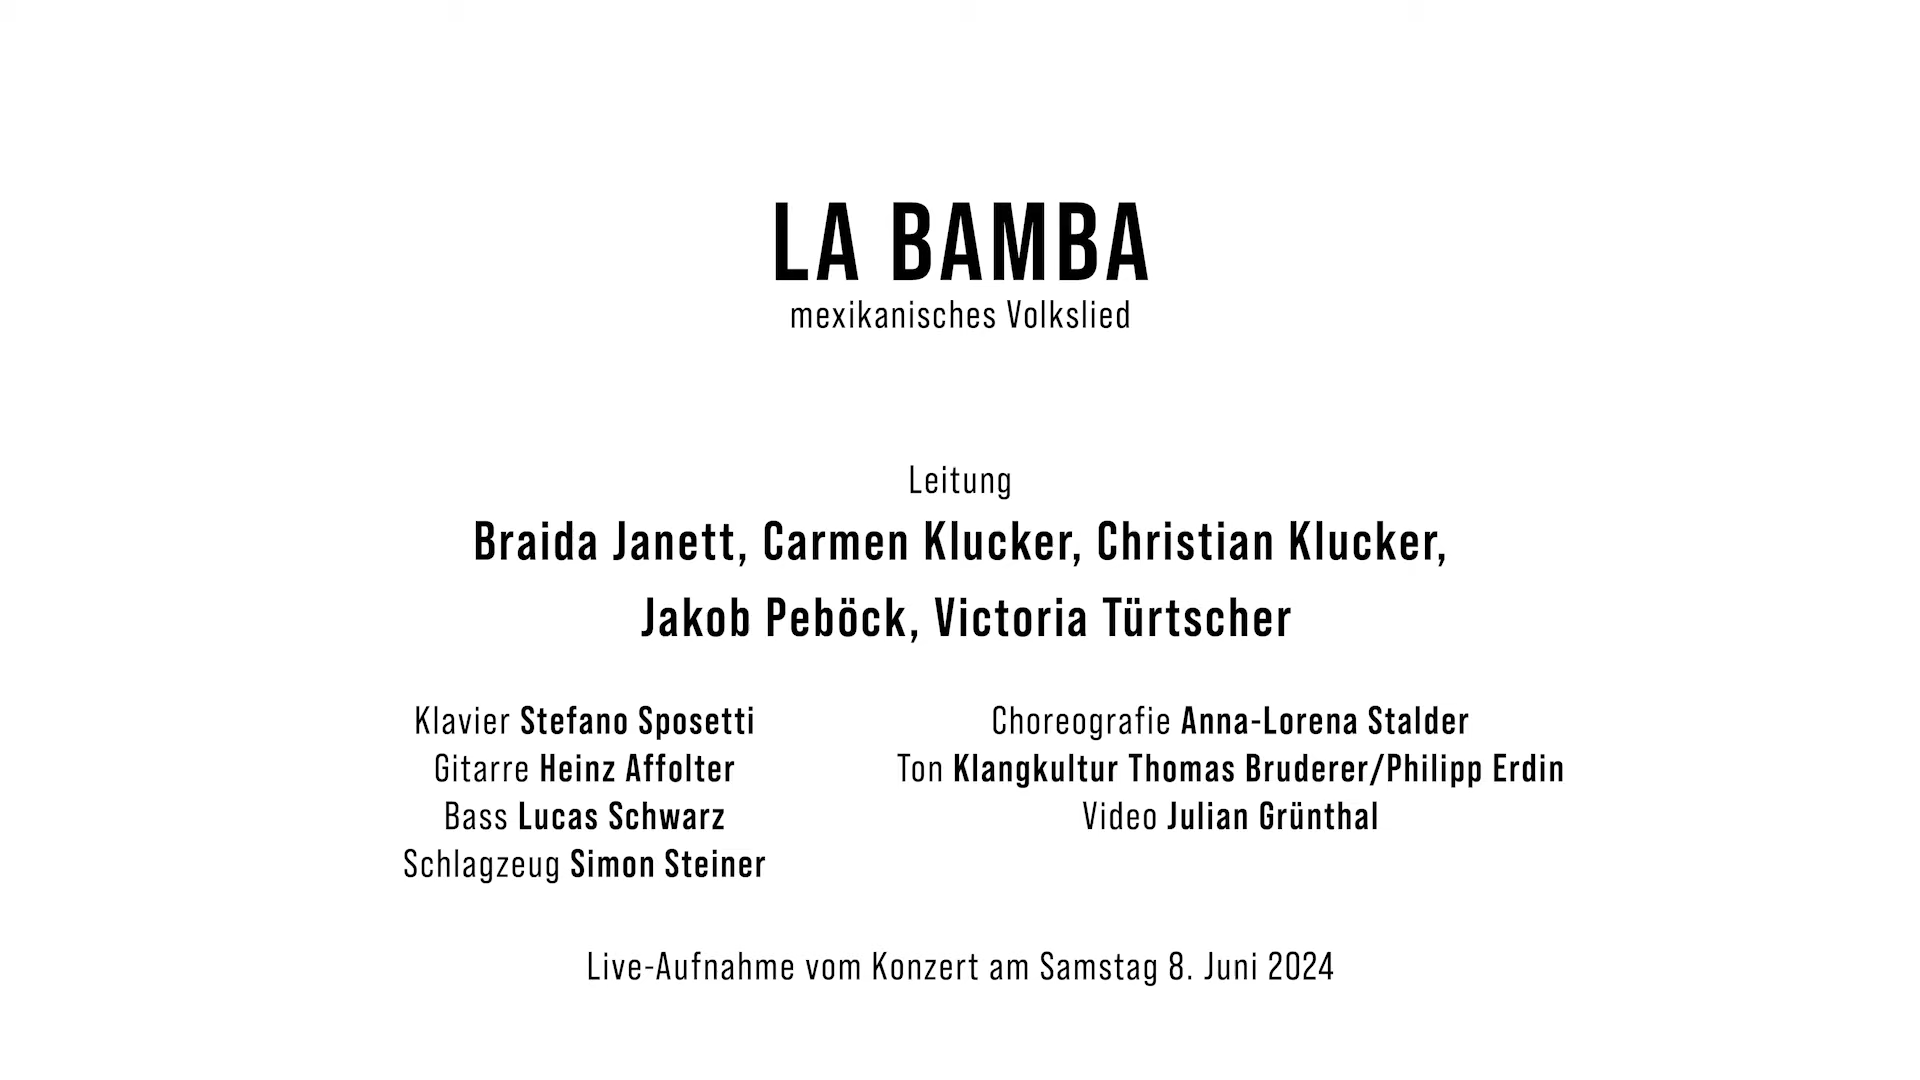 LA BAMBA
mexikanisches Volkslied
Leitung
Braida Janett, Carmen Klucker, Christian Klucker,
Jakob Peböck, Victoria Türtscher
Klavier Stefano Sposetti
Gitarre Heinz Affolter
Bass Lucas Schwarz
Schlagzeug Simon Steiner
Choreografie Anna-Lorena Stalder
Ton Klangkultur Thomas Bruderer/Philipp Erdin
Video Julian Grünthal
Live-Aufnahme vom Konzert am Samstag 8. Juni 2024